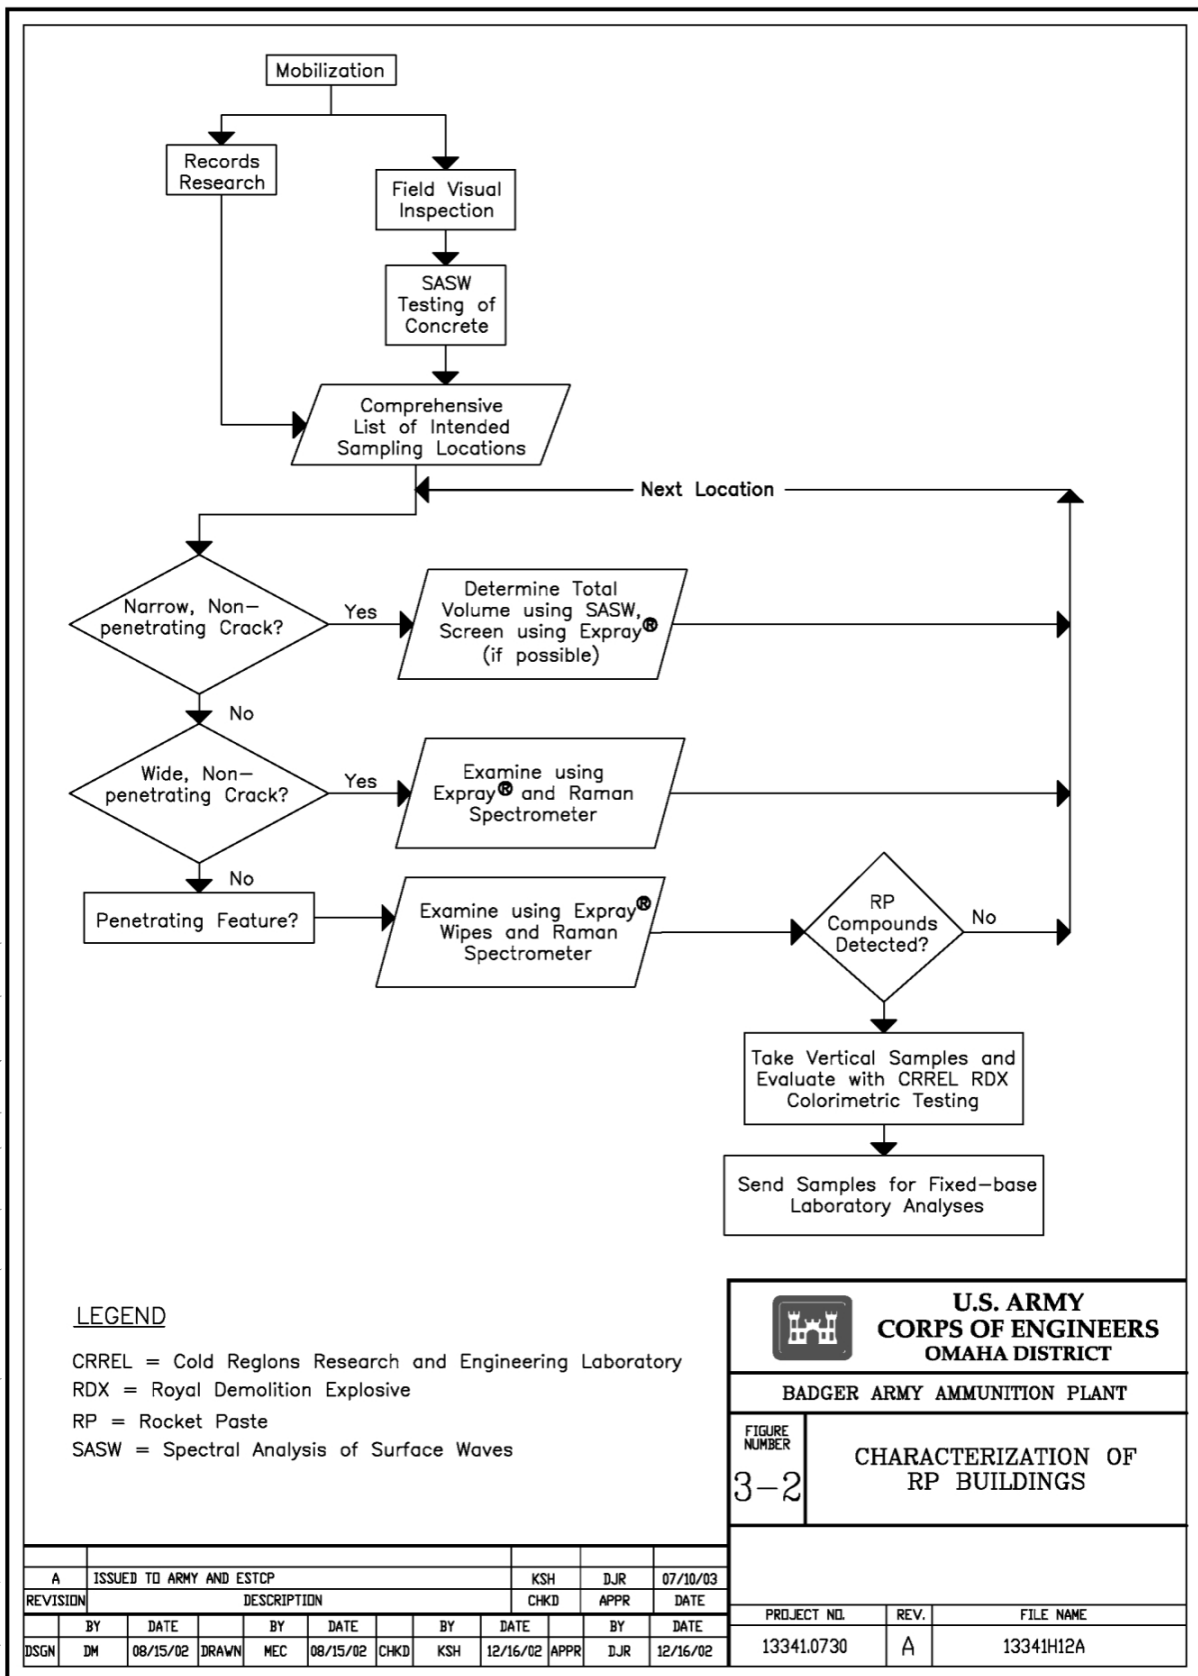 Mobilization
Records
Research
Field Visual
Inspection
SASW
Testing of
Concrete
Comprehensive
List of Intended
Sampling Locations
Next Location
Narrow, Non-
penetrating Crack?
Yes
Determine Total
Volume using SASW,
Screen using Expray®
(if possible)
No
Wide, Non-
penetrating Crack?
Yes
Examine using
Expray® and Raman
Spectrometer
No
Penetrating Feature?
Examine using Expray®
Wipes and Raman
Spectrometer
RP
Compounds
Detected?
No
Take Vertical Samples and
Evaluate with CRREL RDX
Colorimetric Testing
Send Samples for Fixed-base
Laboratory Analyses
LEGEND
CRREL = Cold Regions Research and Engineering Laboratory
RDX = Royal Demolition Explosive
RP = Rocket Paste
SASW = Spectral Analysis of Surface Waves
U.S. ARMY
CORPS OF ENGINEERS
OMAHA DISTRICT
BADGER ARMY AMMUNITION PLANT
FIGURE
NUMBER
3-2
CHARACTERIZATION OF
RP BUILDINGS
A ISSUED TO ARMY AND ESTCP KSH DJR 07/10/03
REVISION DESCRIPTION CHKD APPR DATE
BY DATE BY DATE BY DATE BY DATE
DSGN DM 08/15/02 DRAWN MEC 08/15/02 CHKD KSH 12/16/02 APPR DJR 12/16/02
PROJECT NO. REV. FILE NAME
13341.0730 A 13341H12A